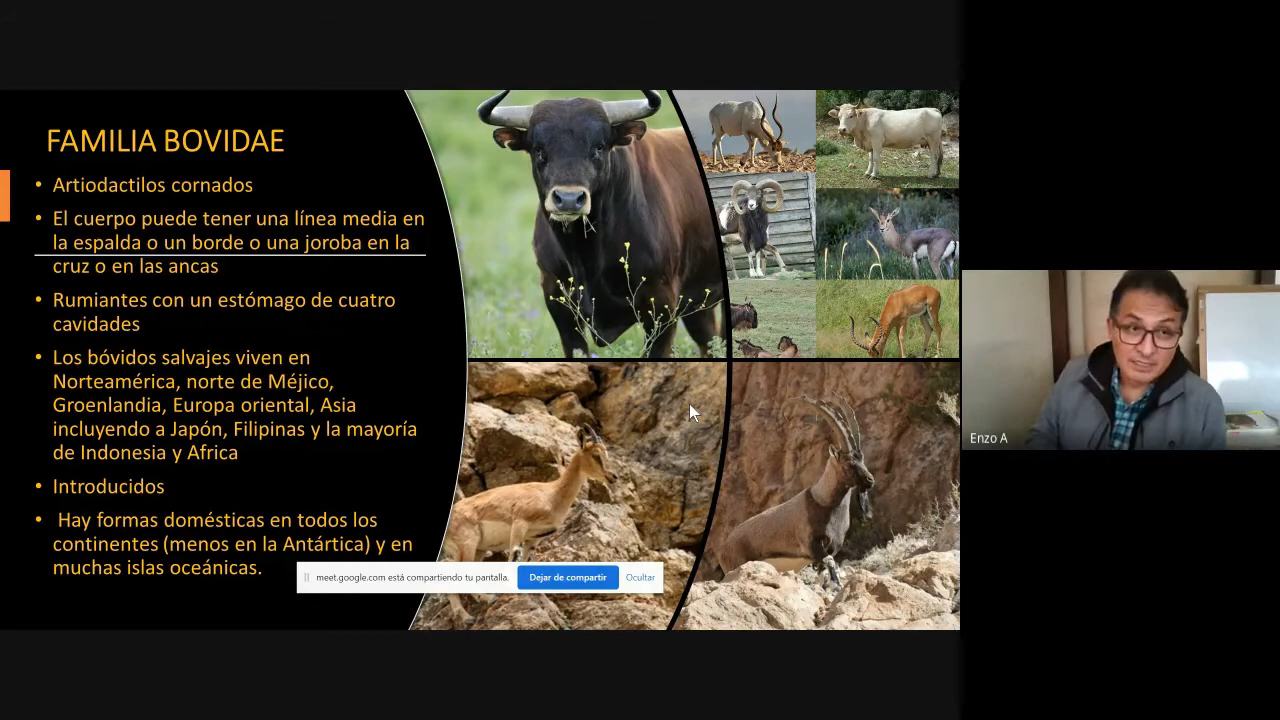 FAMILIA BOVIDAE
• Artiodactilos cornados
• El cuerpo puede tener una línea media en
la espalda o un borde o una joroba en la
cruz o en las ancas
• Rumiantes con un estómago de cuatro
cavidades
• Los bóvidos salvajes viven en
Norteamérica, norte de Méjico,
Groenlandia, Europa oriental, Asia
incluyendo a Japón, Filipinas y la mayoría
de Indonesia y Africa
• Introducidos
• Hay formas domésticas en todos los
continentes (menos en la Antártica) y en
muchas islas oceánicas.
meet.google.com está compartiendo tu pantalla. Dejar de compartir Ocultar
Enzo A